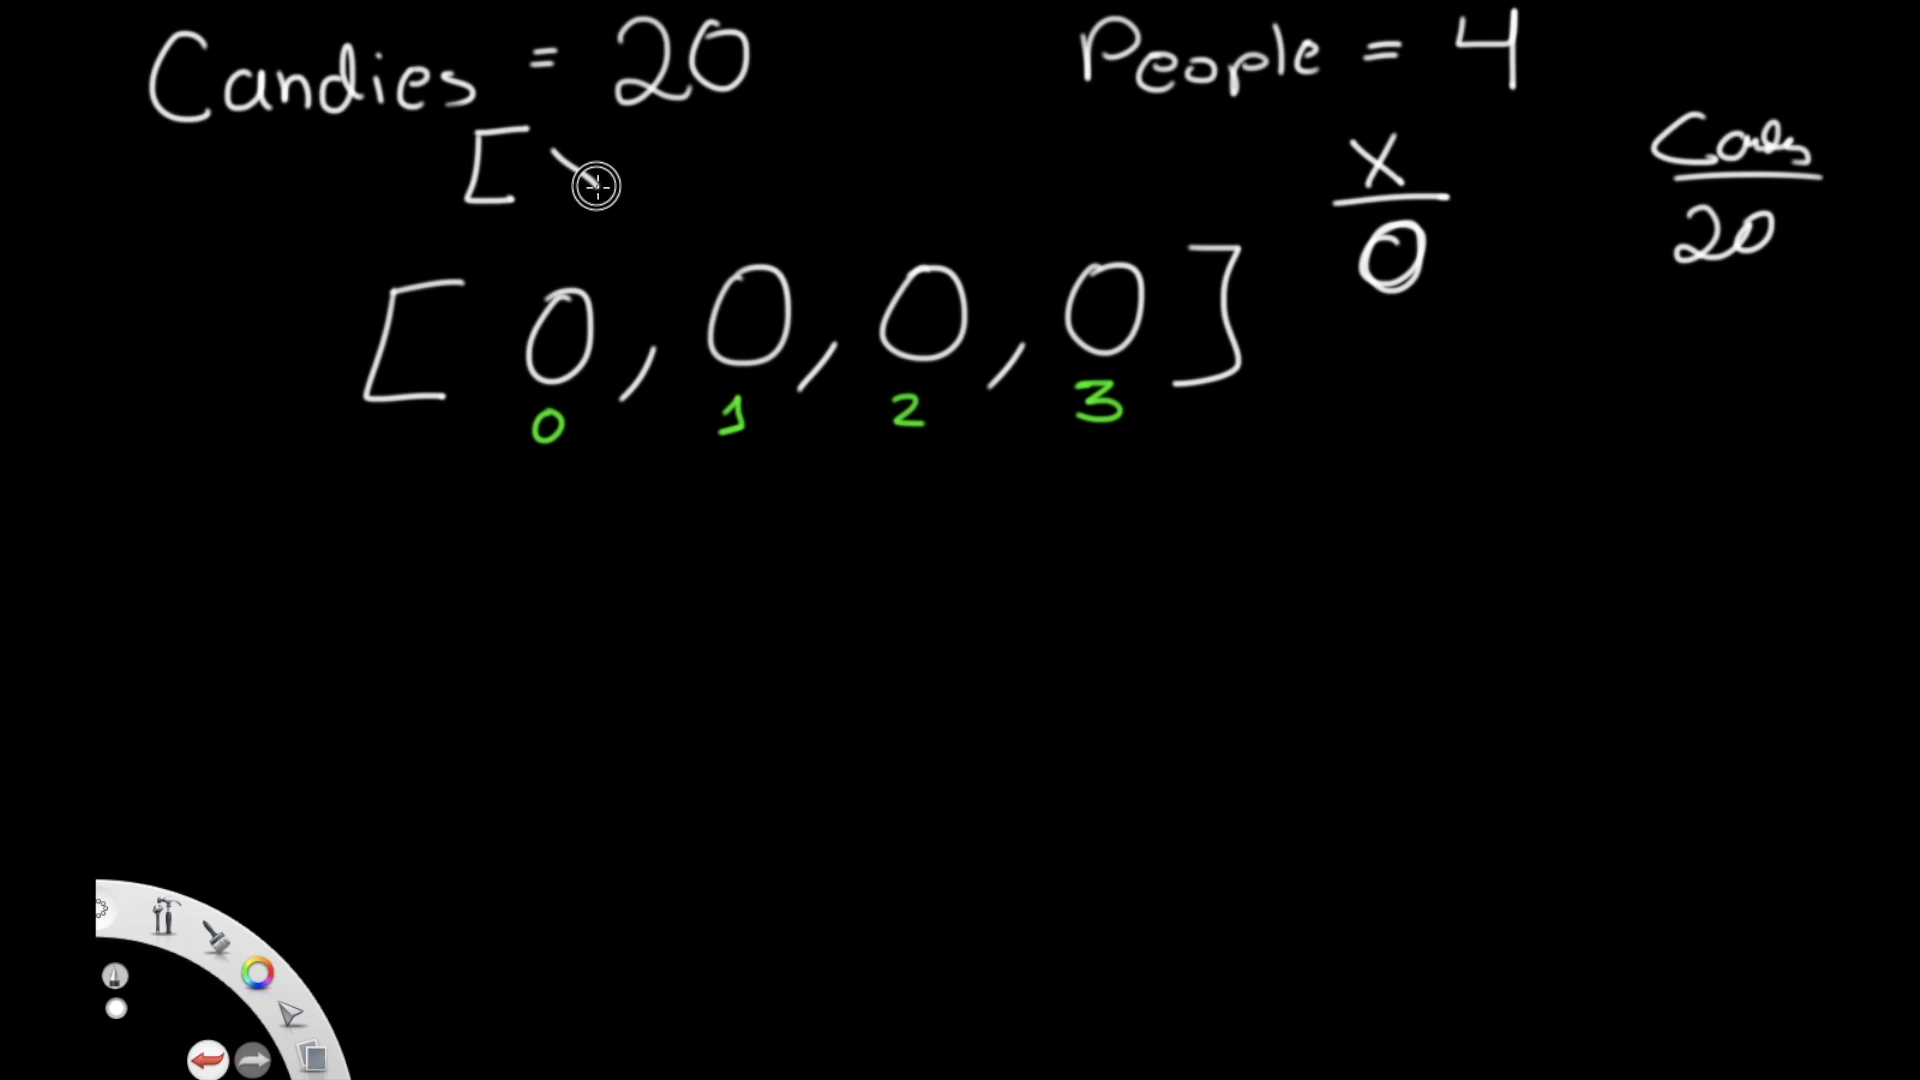 Candies = 20 People = 4
[
X
0
20
[ 0, 0, 0, 0 ]
0 1 2 3